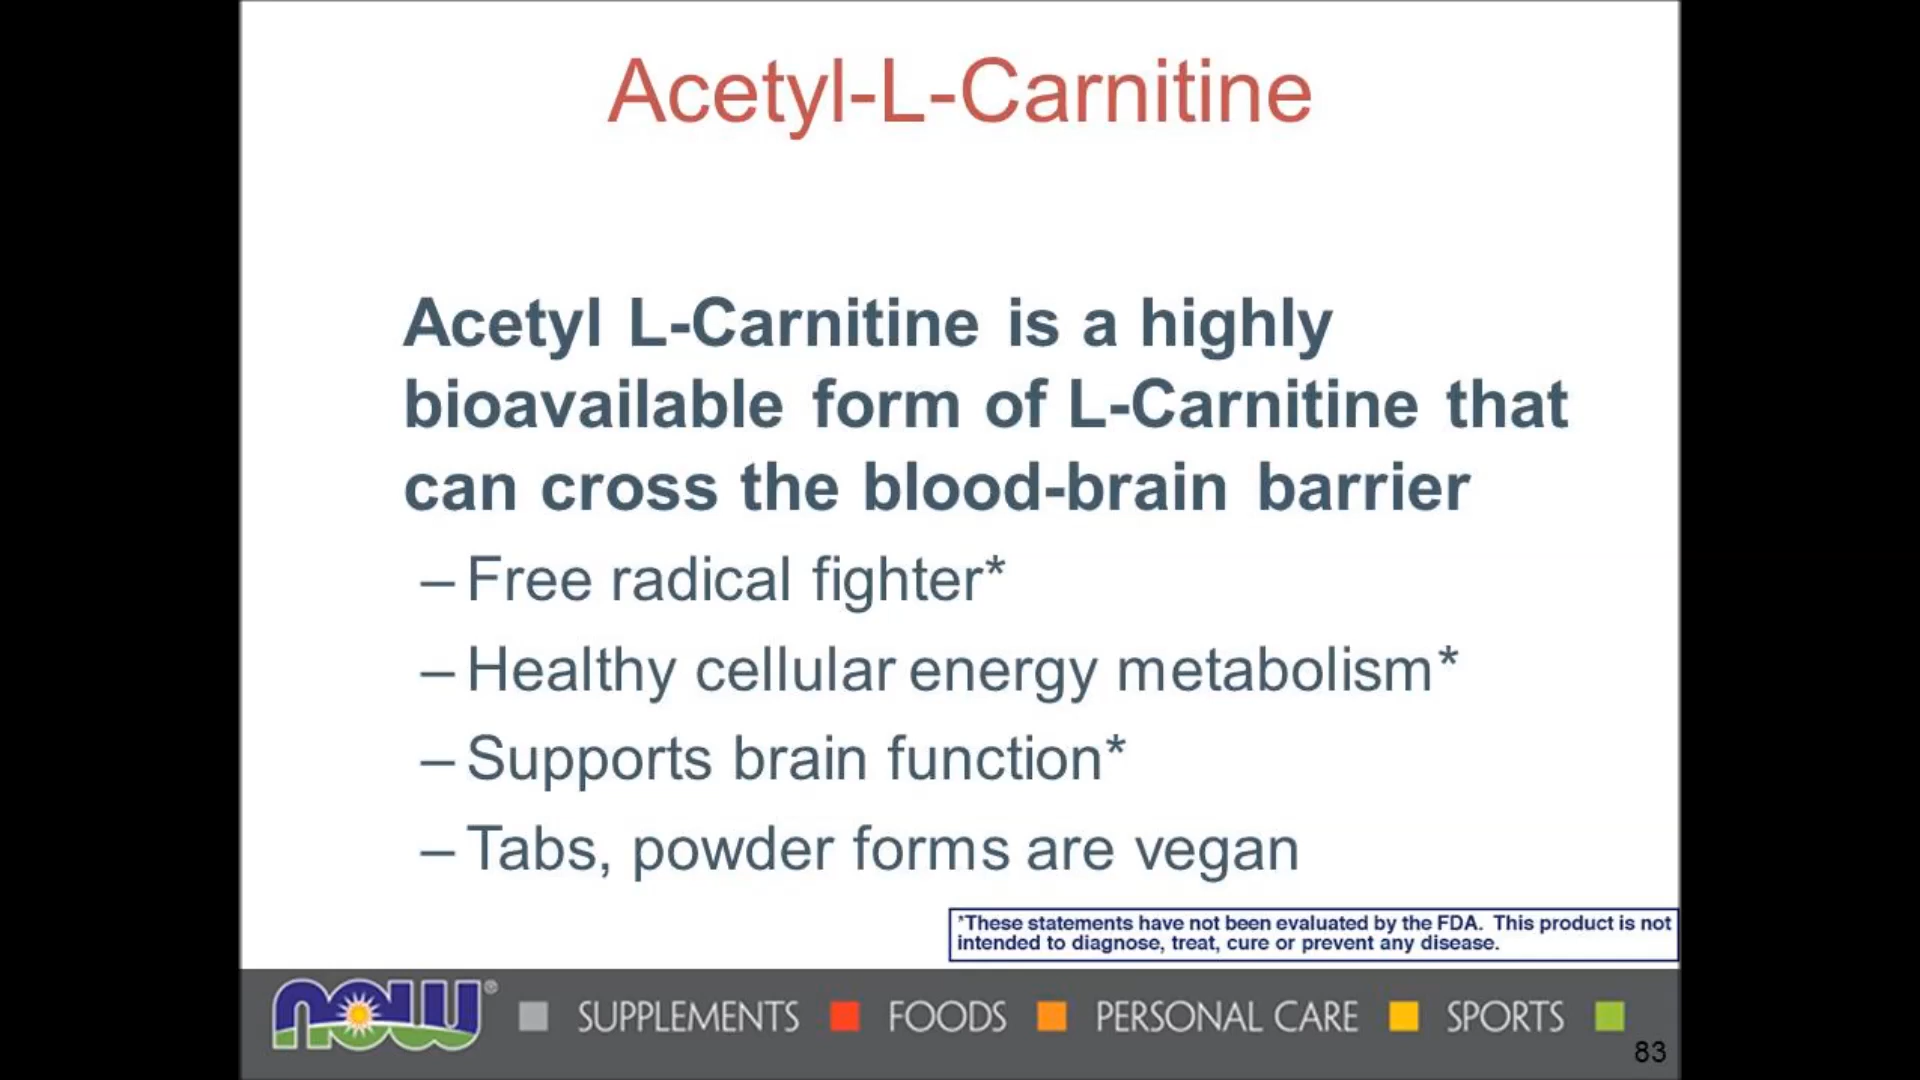 Acetyl-L-Carnitine
Acetyl L-Carnitine is a highly
bioavailable form of L-Carnitine that
can cross the blood-brain barrier
– Free radical fighter*
– Healthy cellular energy metabolism*
– Supports brain function*
– Tabs, powder forms are vegan
*These statements have not been evaluated by the FDA. This product is not
intended to diagnose, treat, cure or prevent any disease.
NOW® SUPPLEMENTS FOODS PERSONAL CARE SPORTS
83